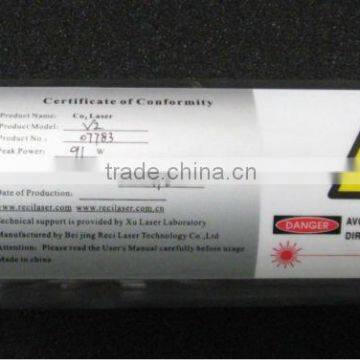 Certificate of Conformity
Product Name: Co, Laser
Product Model: V2
Product No.: 07783
Peak Power: 91 W
trade.china.cn
Date of Production:
www.recilaser.com www.recilaser.com.cn
Technical support is provided by Xu Laser Laboratory
Manufactured by Bei jing Reci Laser Technology Co.,Ltd
Attention: Please read the User's Manual carefully before usage
Made in china
DANGER
AVO
DIR